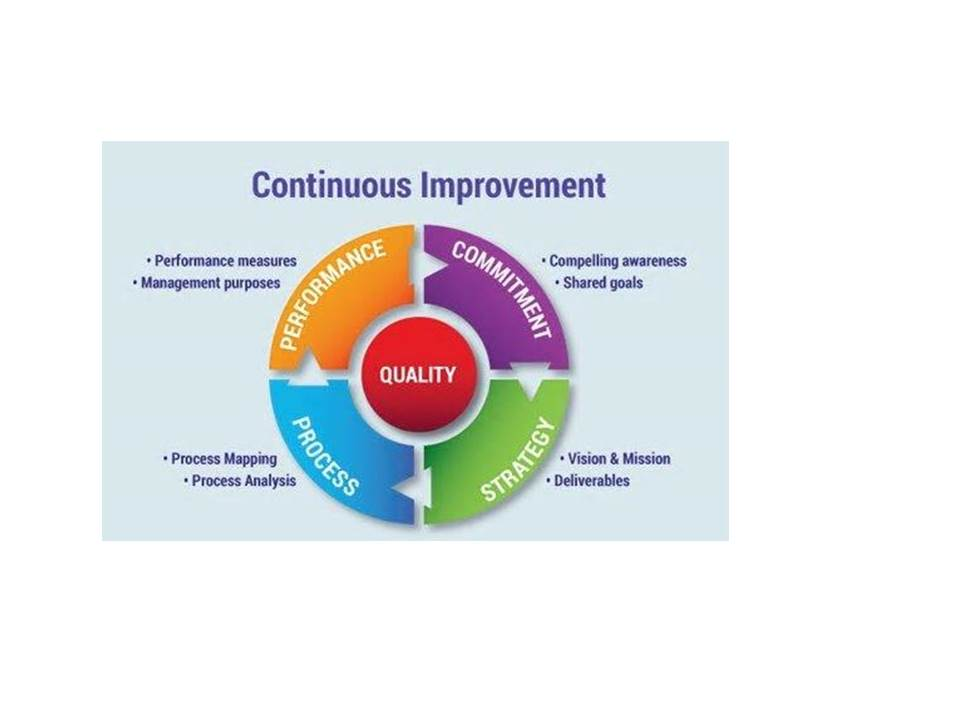 Continuous Improvement
• Performance measures
• Management purposes
PERFORMANCE
COMMITMENT
• Compelling awareness
• Shared goals
QUALITY
• Process Mapping
• Process Analysis
PROCESS
STRATEGY
• Vision & Mission
• Deliverables